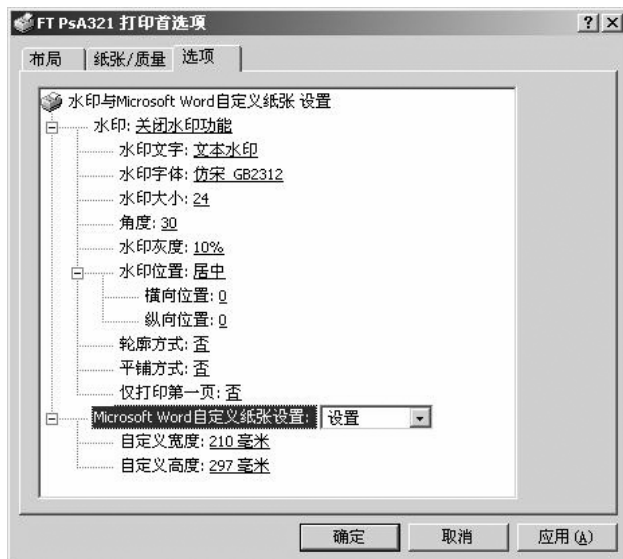 FT PsA321 打印首选项
布局 纸张/质量 选项
水印与Microsoft Word自定义纸张 设置
水印: 关闭水印功能
水印文字: 文本水印
水印字体: 仿宋_GB2312
水印大小: 24
角度: 30
水印灰度: 10%
水印位置: 居中
横向位置: 0
纵向位置: 0
轮廓方式: 否
平铺方式: 否
仅打印第一页: 否
Microsoft Word自定义纸张设置: 设置
自定义宽度: 210 毫米
自定义高度: 297 毫米
确定 取消 应用(A)